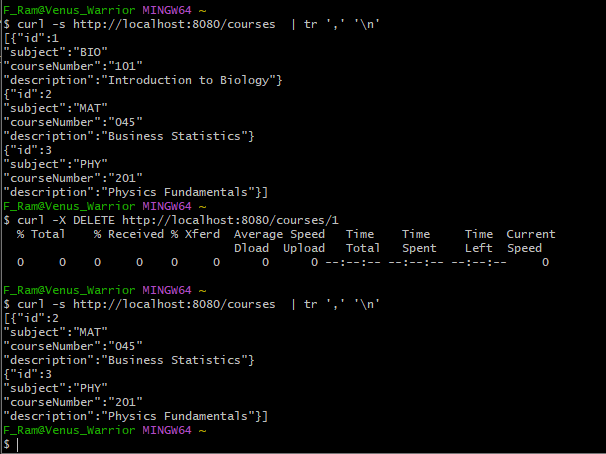 F_Ram@Venus_Warrior MINGW64 ~
$ curl -s http://localhost:8080/courses  | tr ',' '\n'
[{"id":1
"subject":"BIO"
"courseNumber":"101"
"description":"Introduction to Biology"}
{"id":2
"subject":"MAT"
"courseNumber":"045"
"description":"Business Statistics"}
{"id":3
"subject":"PHY"
"courseNumber":"201"
"description":"Physics Fundamentals"}]
F_Ram@Venus_Warrior MINGW64 ~
$ curl -X DELETE http://localhost:8080/courses/1
  % Total    % Received % Xferd  Average Speed   Time    Time     Time  Current
                                 Dload  Upload   Total   Spent    Left  Speed
  0     0    0     0    0     0      0      0 --:--:-- --:--:-- --:--:--     0
F_Ram@Venus_Warrior MINGW64 ~
$ curl -s http://localhost:8080/courses  | tr ',' '\n'
[{"id":2
"subject":"MAT"
"courseNumber":"045"
"description":"Business Statistics"}
{"id":3
"subject":"PHY"
"courseNumber":"201"
"description":"Physics Fundamentals"}]
F_Ram@Venus_Warrior MINGW64 ~
$